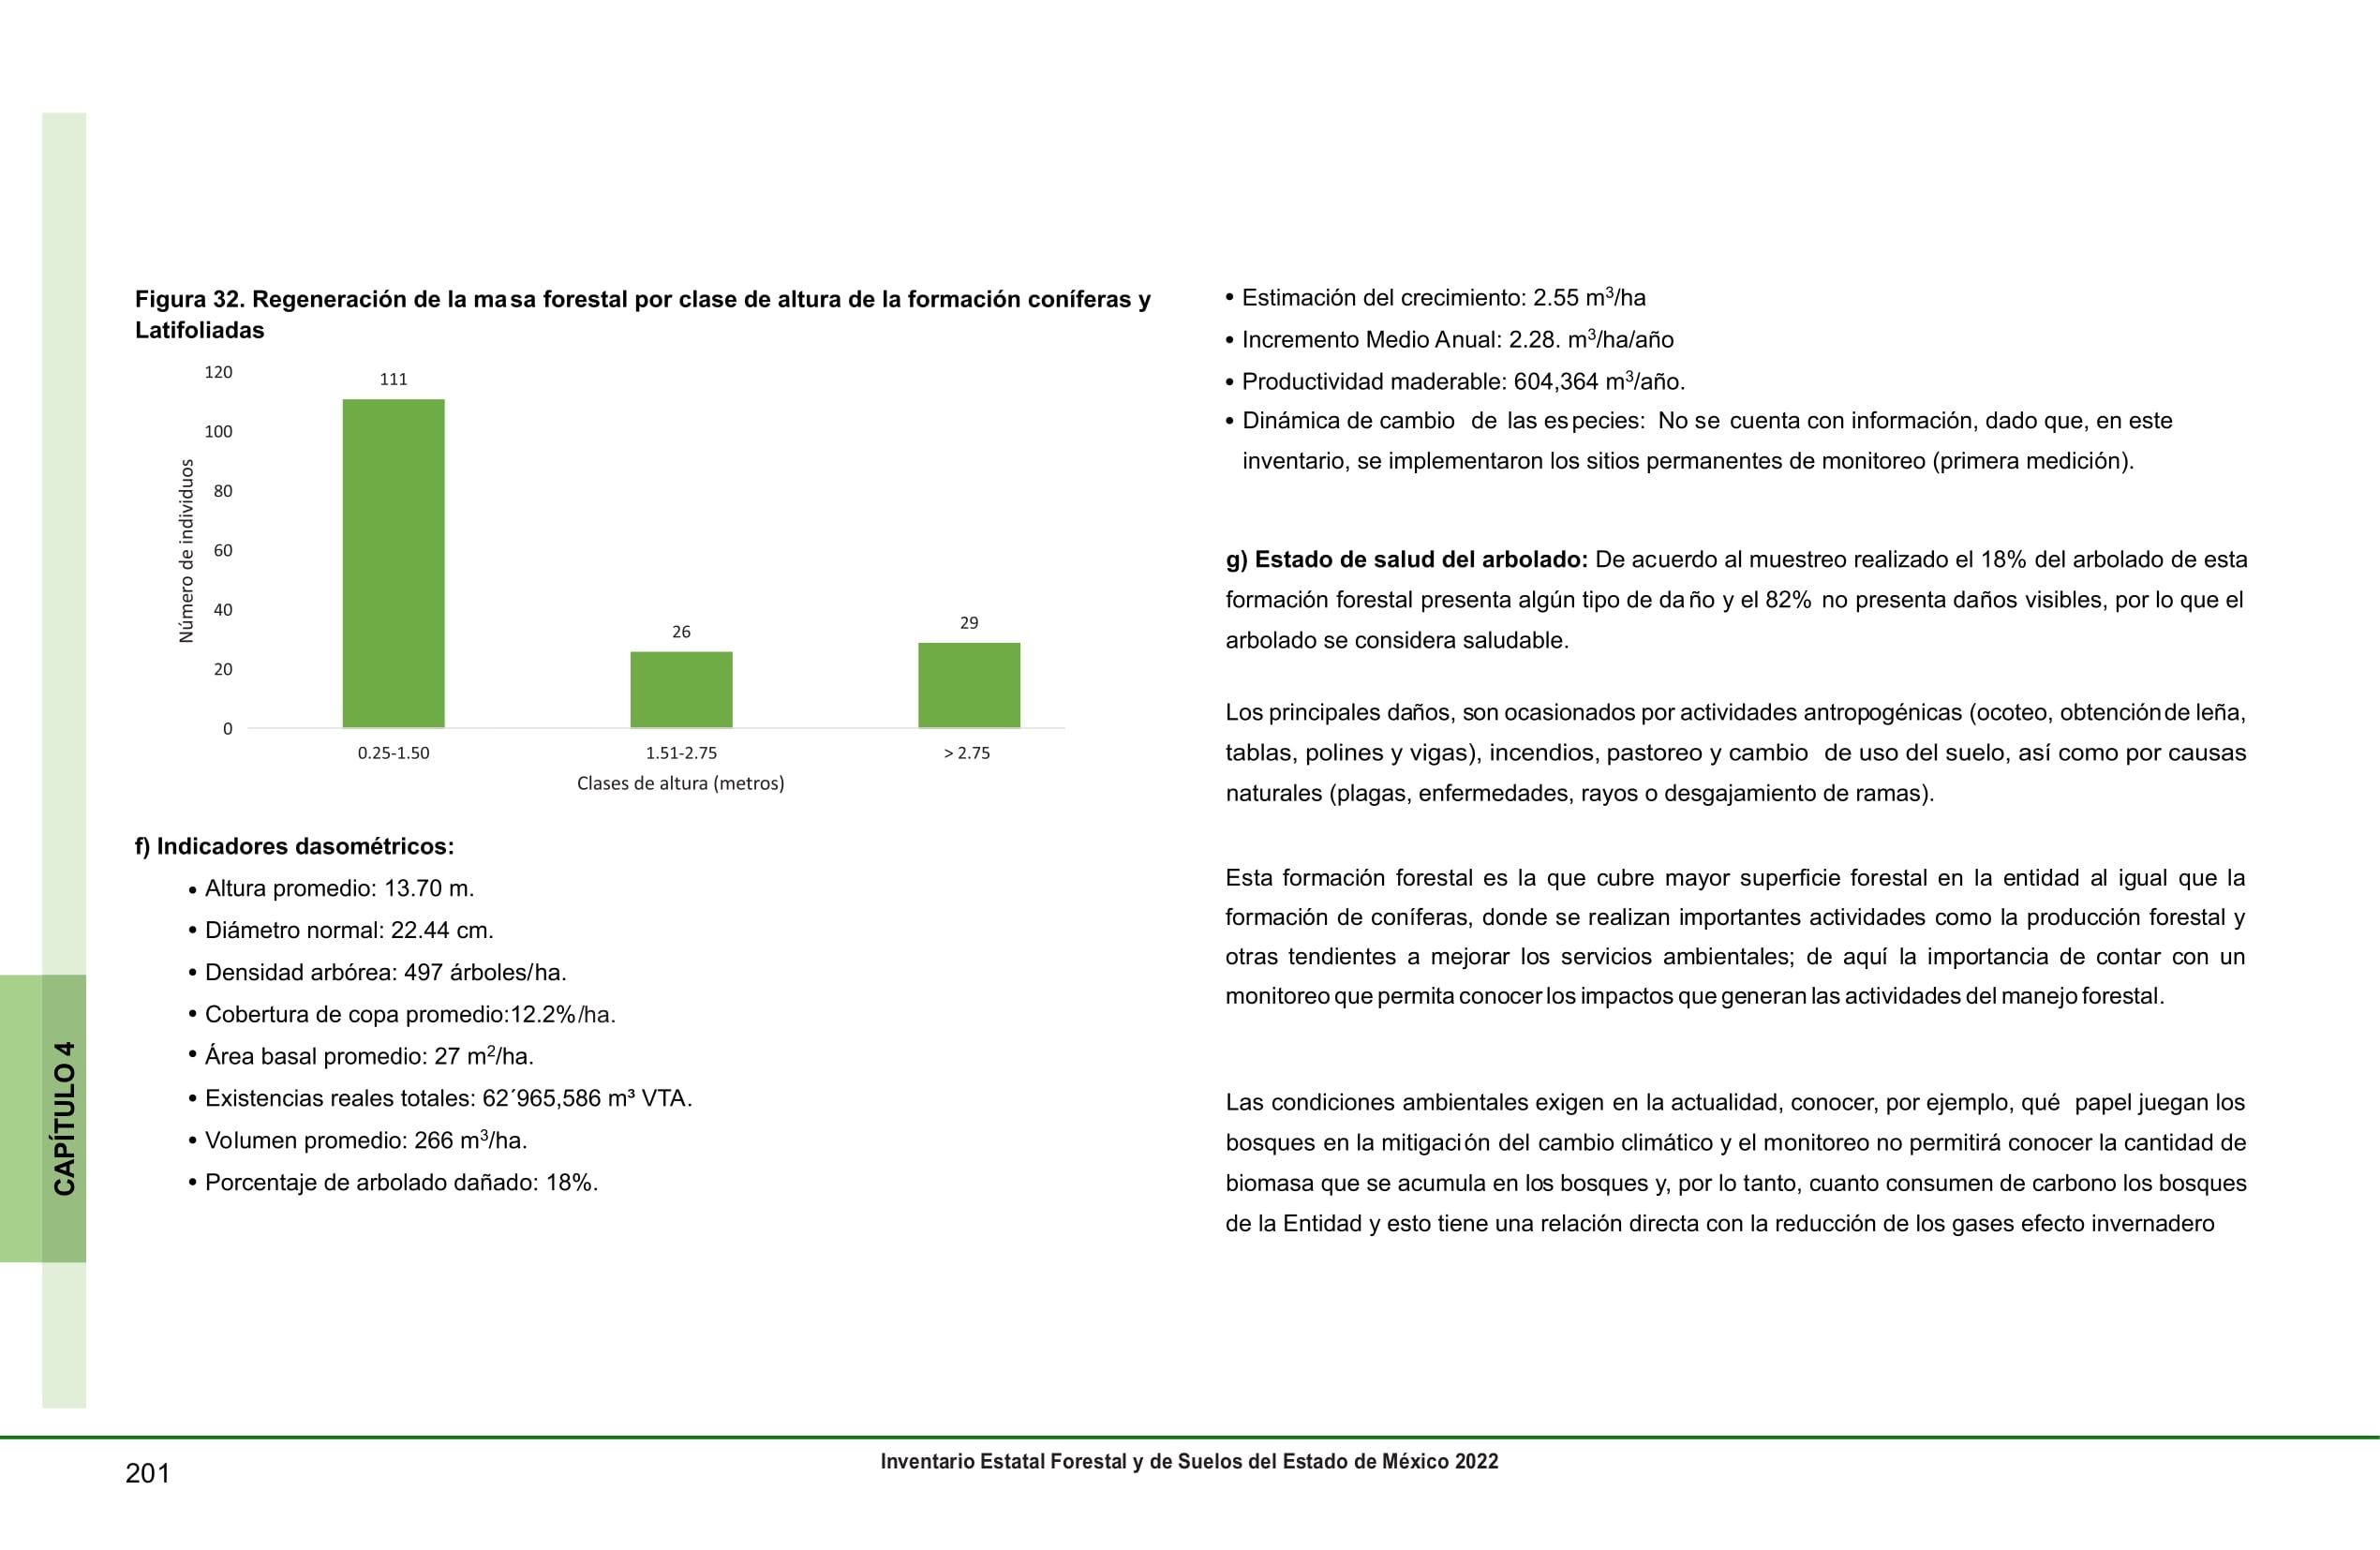 Figura 32. Regeneración de la masa forestal por clase de altura de la formación coníferas y
Latifoliadas
120
100
80
60
40
20
0
Número de individuos
111
26
29
0.25-1.50
1.51-2.75
> 2.75
Clases de altura (metros)
f) Indicadores dasométricos:
• Altura promedio: 13.70 m.
• Diámetro normal: 22.44 cm.
• Densidad arbórea: 497 árboles/ha.
• Cobertura de copa promedio:12.2%/ha.
• Área basal promedio: 27 m²/ha.
• Existencias reales totales: 62´965,586 m³ VTA.
• Volumen promedio: 266 m³/ha.
• Porcentaje de arbolado dañado: 18%.
• Estimación del crecimiento: 2.55 m³/ha
• Incremento Medio Anual: 2.28. m³/ha/año
• Productividad maderable: 604,364 m³/año.
• Dinámica de cambio de las especies: No se cuenta con información, dado que, en este
inventario, se implementaron los sitios permanentes de monitoreo (primera medición).
g) Estado de salud del arbolado: De acuerdo al muestreo realizado el 18% del arbolado de esta
formación forestal presenta algún tipo de daño y el 82% no presenta daños visibles, por lo que el
arbolado se considera saludable.
Los principales daños, son ocasionados por actividades antropogénicas (ocoteo, obtención de leña,
tablas, polines y vigas), incendios, pastoreo y cambio de uso del suelo, así como por causas
naturales (plagas, enfermedades, rayos o desgajamiento de ramas).
Esta formación forestal es la que cubre mayor superficie forestal en la entidad al igual que la
formación de coníferas, donde se realizan importantes actividades como la producción forestal y
otras tendientes a mejorar los servicios ambientales; de aquí la importancia de contar con un
monitoreo que permita conocer los impactos que generan las actividades del manejo forestal.
Las condiciones ambientales exigen en la actualidad, conocer, por ejemplo, qué papel juegan los
bosques en la mitigación del cambio climático y el monitoreo no permitirá conocer la cantidad de
biomasa que se acumula en los bosques y, por lo tanto, cuanto consumen de carbono los bosques
de la Entidad y esto tiene una relación directa con la reducción de los gases efecto invernadero
CAPÍTULO 4
201
Inventario Estatal Forestal y de Suelos del Estado de México 2022